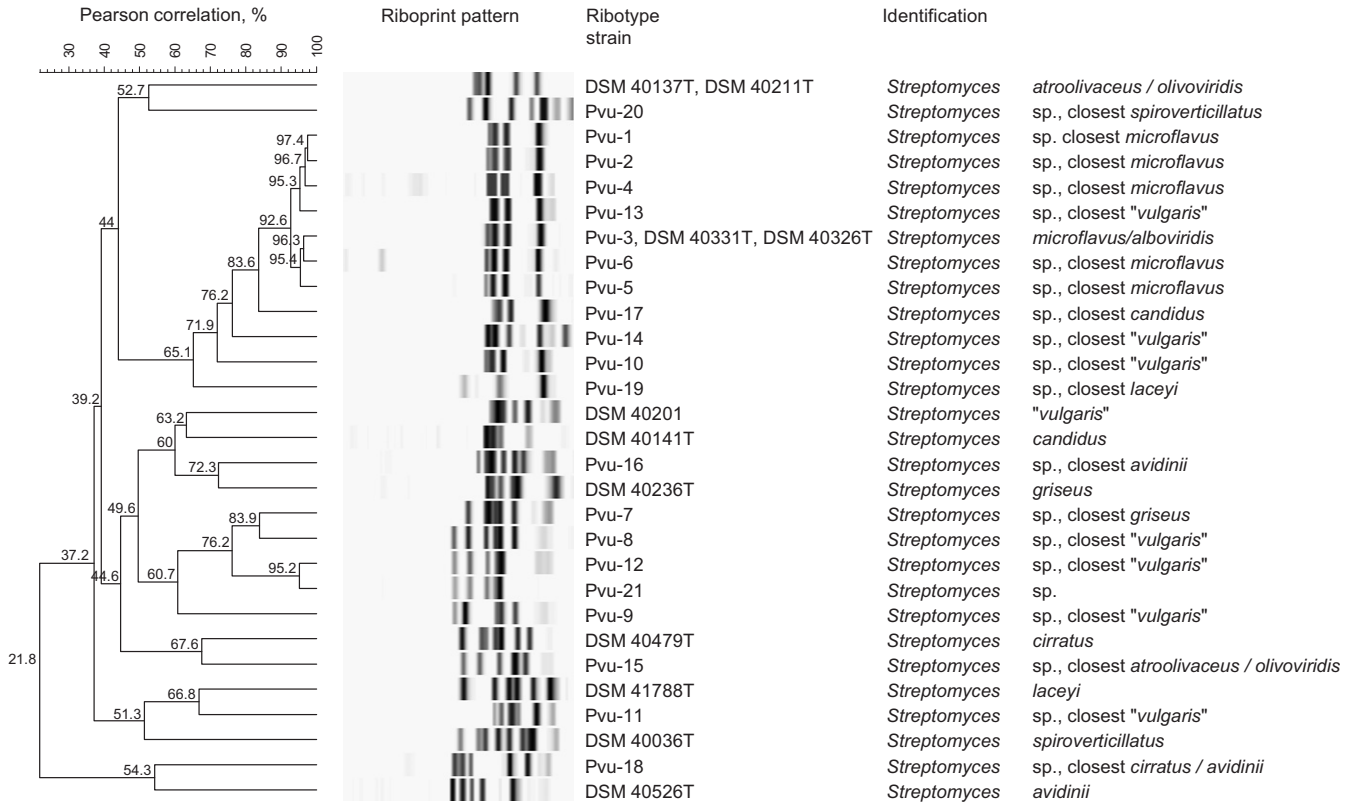 Pearson correlation, %
Riboprint pattern
Ribotype
strain
Identification
30 40 50 60 70 80 90 100
52.7
97.4
96.7
95.3
92.6
96.3
95.4
83.6
76.2
71.9
65.1
44
39.2
63.2
60
72.3
49.6
83.9
76.2
95.2
60.7
37.2
44.6
67.6
21.8
66.8
51.3
54.3
DSM 40137T, DSM 40211T Streptomyces atroolivaceus / olivoviridis
Pvu-20 Streptomyces sp., closest spiroverticillatus
Pvu-1 Streptomyces sp. closest microflavus
Pvu-2 Streptomyces sp., closest microflavus
Pvu-4 Streptomyces sp., closest microflavus
Pvu-13 Streptomyces sp., closest "vulgaris"
Pvu-3, DSM 40331T, DSM 40326T Streptomyces microflavus/alboviridis
Pvu-6 Streptomyces sp., closest microflavus
Pvu-5 Streptomyces sp., closest microflavus
Pvu-17 Streptomyces sp., closest candidus
Pvu-14 Streptomyces sp., closest "vulgaris"
Pvu-10 Streptomyces sp., closest "vulgaris"
Pvu-19 Streptomyces sp., closest laceyi
DSM 40201 Streptomyces "vulgaris"
DSM 40141T Streptomyces candidus
Pvu-16 Streptomyces sp., closest avidinii
DSM 40236T Streptomyces griseus
Pvu-7 Streptomyces sp., closest griseus
Pvu-8 Streptomyces sp., closest "vulgaris"
Pvu-12 Streptomyces sp., closest "vulgaris"
Pvu-21 Streptomyces sp.
Pvu-9 Streptomyces sp., closest "vulgaris"
DSM 40479T Streptomyces cirratus
Pvu-15 Streptomyces sp., closest atroolivaceus / olivoviridis
DSM 41788T Streptomyces laceyi
Pvu-11 Streptomyces sp., closest "vulgaris"
DSM 40036T Streptomyces spiroverticillatus
Pvu-18 Streptomyces sp., closest cirratus / avidinii
DSM 40526T Streptomyces avidinii